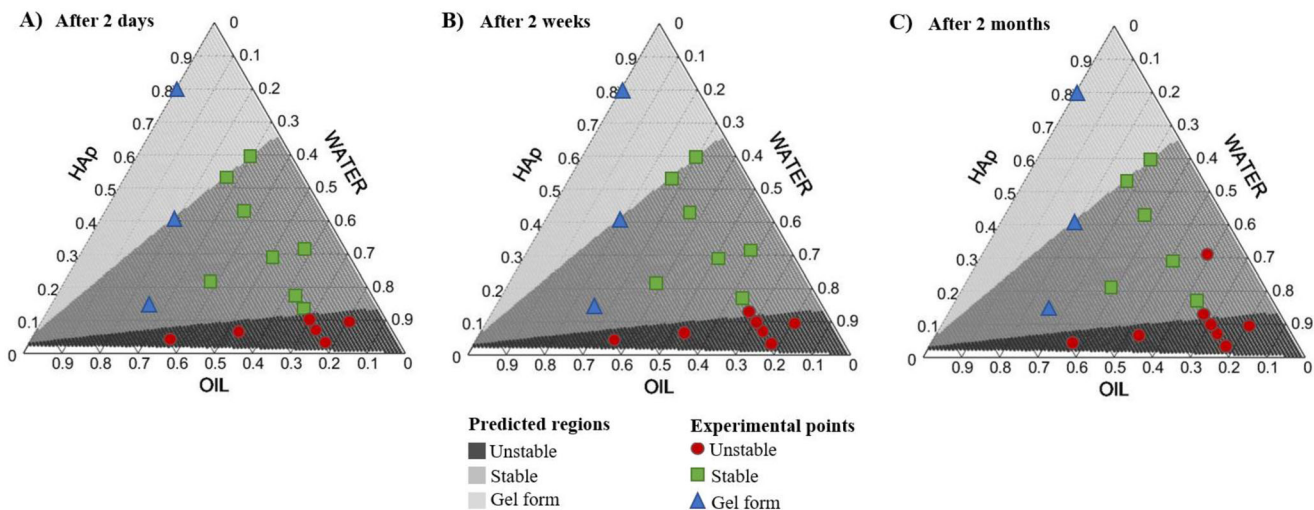 A) After 2 days
0
0.1
0.2
0.3
0.4
0.5
0.6
0.7
0.8
0.9
WATER
0.9
0.8
0.7
0.6
0.5
0.4
0.3
0.2
0.1
0
HAp
0.9 0.8 0.7 0.6 0.5 0.4 0.3 0.2 0.1 0
OIL
B) After 2 weeks
0
0.1
0.2
0.3
0.4
0.5
0.6
0.7
0.8
0.9
WATER
0.9
0.8
0.7
0.6
0.5
0.4
0.3
0.2
0.1
0
HAp
0.9 0.8 0.7 0.6 0.5 0.4 0.3 0.2 0.1 0
OIL
C) After 2 months
0
0.1
0.2
0.3
0.4
0.5
0.6
0.7
0.8
0.9
WATER
0.9
0.8
0.7
0.6
0.5
0.4
0.3
0.2
0.1
0
HAp
0.9 0.8 0.7 0.6 0.5 0.4 0.3 0.2 0.1 0
OIL
Predicted regions
Unstable
Stable
Gel form
Experimental points
Unstable
Stable
Gel form